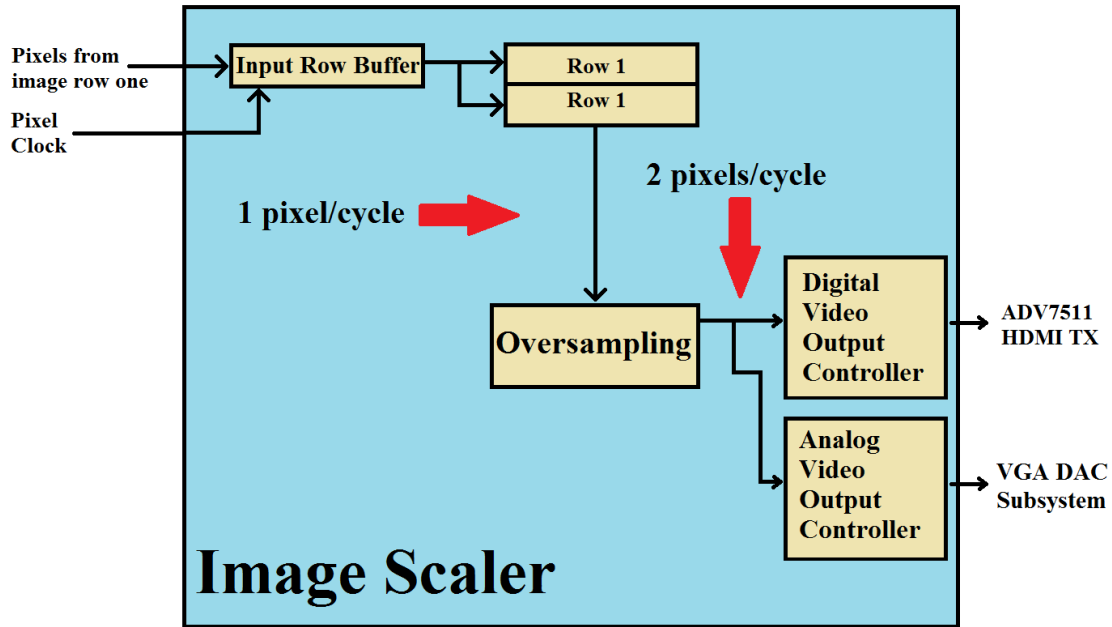 Pixels from
image row one
Pixel
Clock
Input Row Buffer
Row 1
Row 1
1 pixel/cycle
2 pixels/cycle
Oversampling
Digital
Video
Output
Controller
ADV7511
HDMI TX
Analog
Video
Output
Controller
VGA DAC
Subsystem
Image Scaler